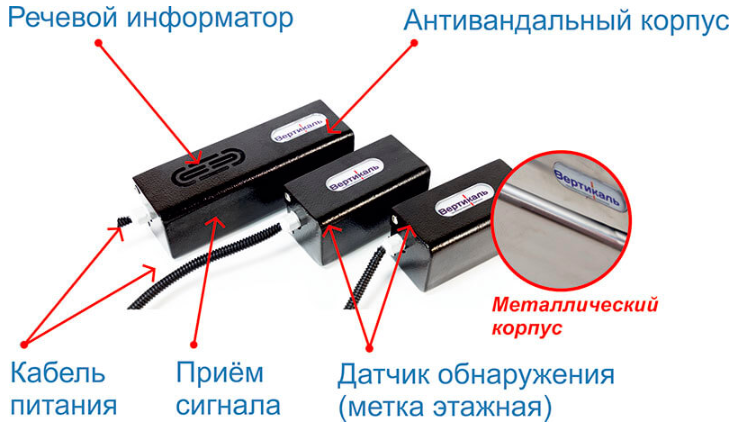 Речевой информатор
Антивандальный корпус
Вертикаль
Вертикаль
Вертикаль
Вертикаль
Металлический
корпус
Кабель
питания
Приём
сигнала
Датчик обнаружения
(метка этажная)